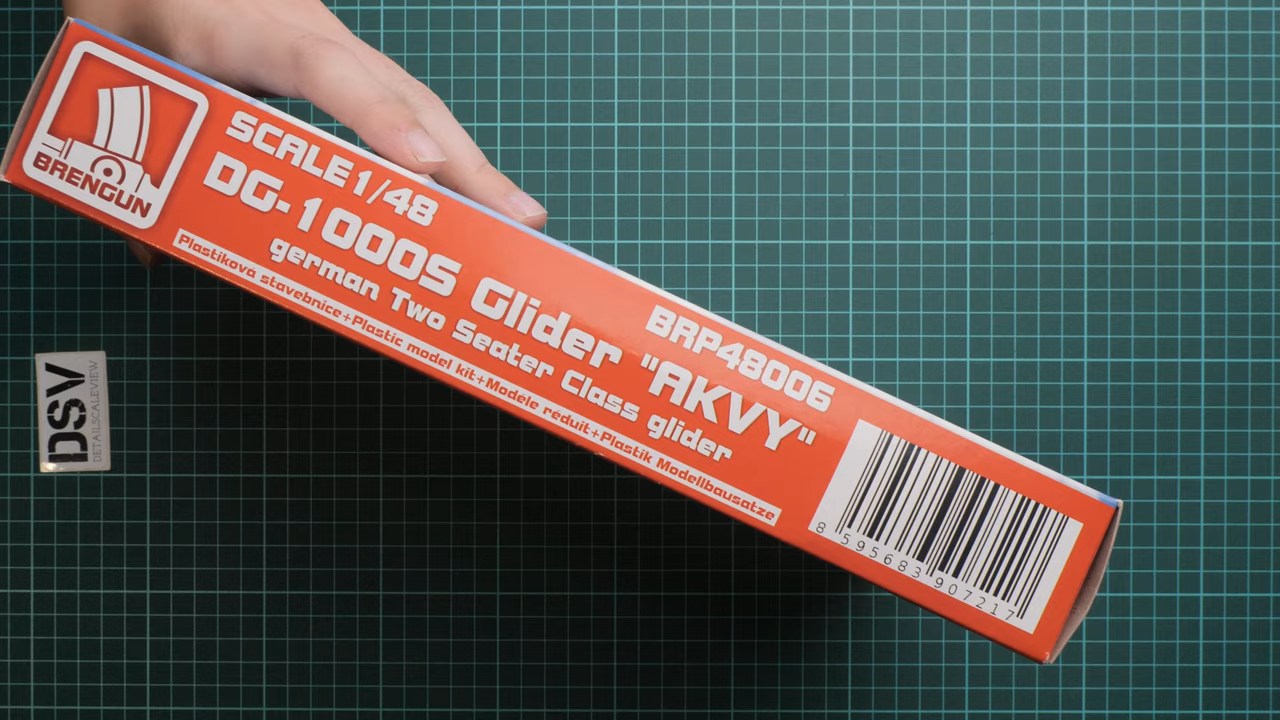 BRENGUN
SCALE 1/48
DG-1000S Glider "AKVY"
BRP48006
german Two Seater Class glider
Plastikova stavebnice+Plastic model kit+Modele réduit+Plastik Modellbausatze
8 595683 907217
DSV
DETAILSCALEVIEW